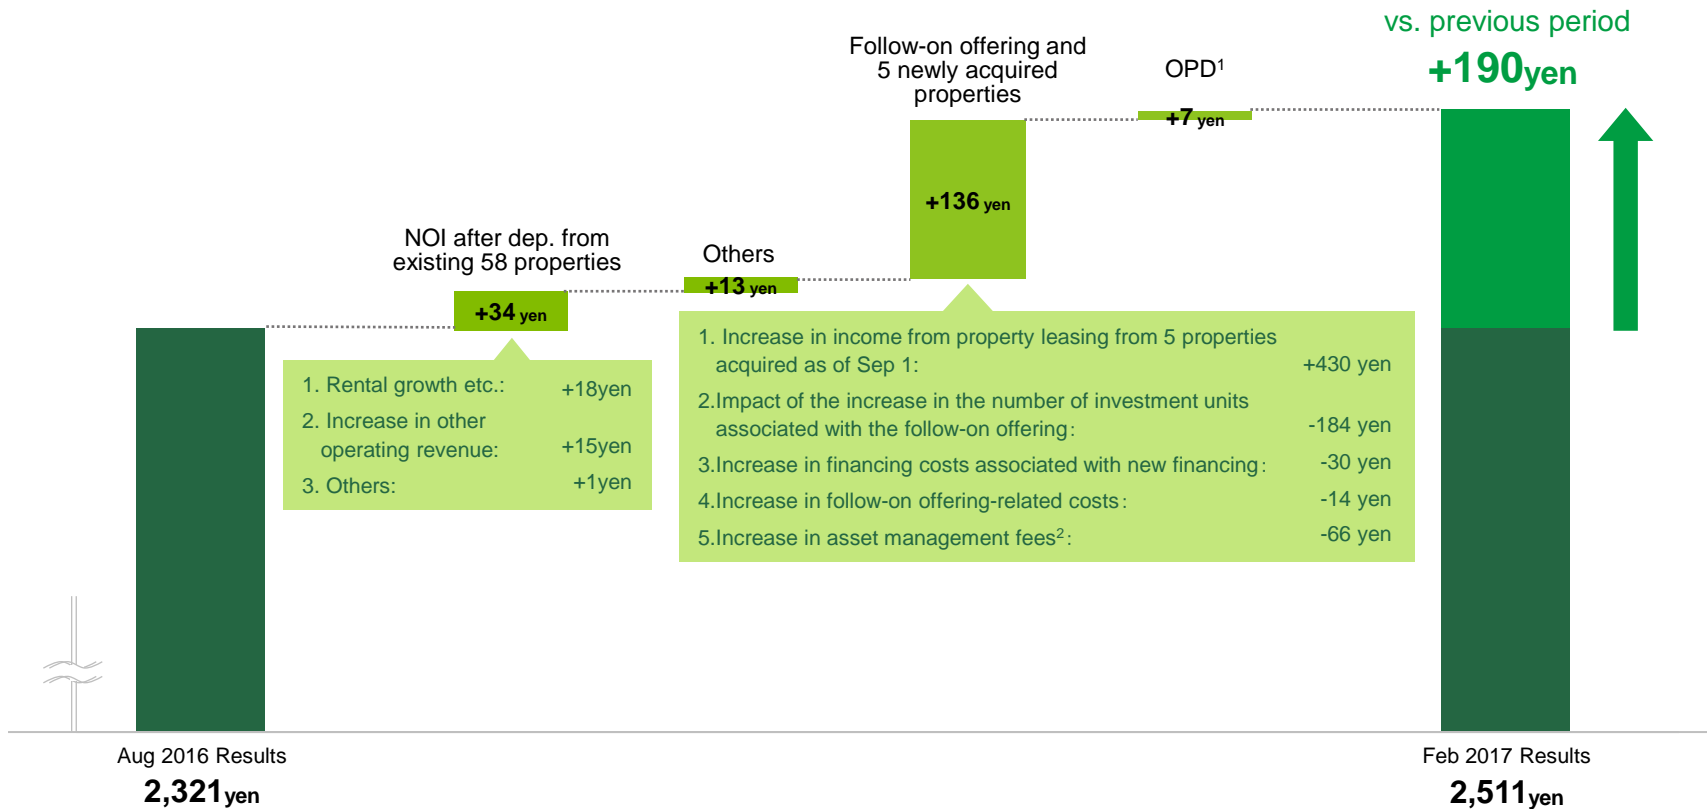 vs. previous period
+190yen
Follow-on offering and
5 newly acquired
properties
OPD1
+7 yen
+136 yen
NOI after dep. from
existing 58 properties
Others
+13 yen
+34 yen
1. Rental growth etc.: +18yen
2. Increase in other
operating revenue: +15yen
3. Others: +1yen
1. Increase in income from property leasing from 5 properties
acquired as of Sep 1: +430 yen
2.Impact of the increase in the number of investment units
associated with the follow-on offering: -184 yen
3.Increase in financing costs associated with new financing: -30 yen
4.Increase in follow-on offering-related costs: -14 yen
5.Increase in asset management fees2: -66 yen
Aug 2016 Results
2,321yen
Feb 2017 Results
2,511yen